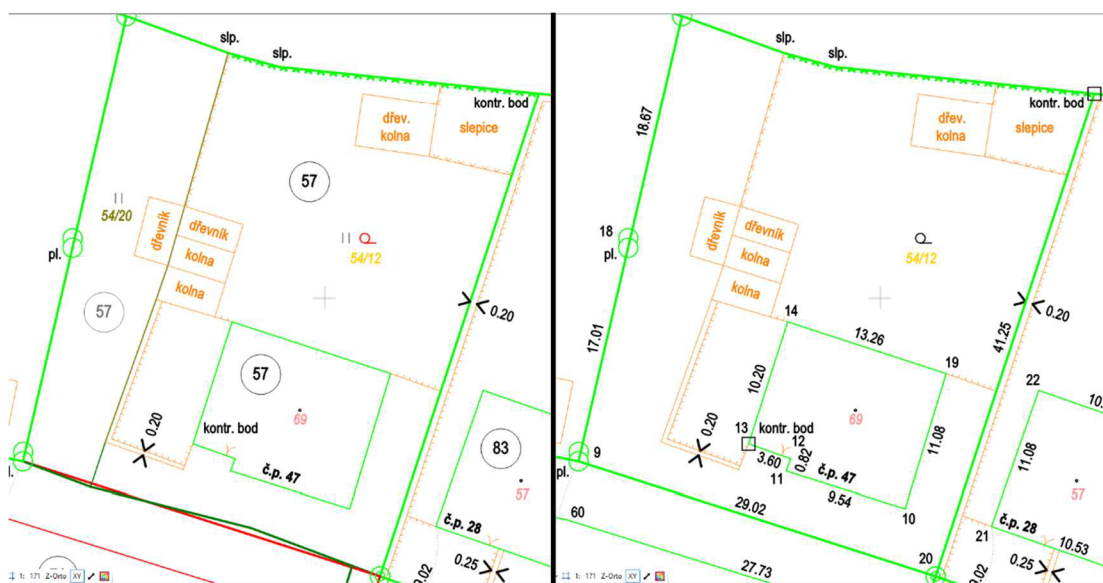 slp.
slp.
kontr. bod
dřev.
kolna
slepice
57
54/20
dřevník
dřevník
kolna
kolna
54/12
pl.
57
0.20
57
69
0.20
kontr. bod
83
č.p. 47
57
č.p. 28
0.25
1: 171 Z-Orto XY
slp.
slp.
kontr. bod
18.67
dřev.
kolna
slepice
dřevník
dřevník
kolna
kolna
18
pl.
54/12
0.20
17.01
14
13.26
41.25
19
22
10.20
10.
0.20
69
13
kontr. bod
12
11.08
11.08
9
3.60
0.82
č.p. 47
pl.
11
9.54
57
29.02
10
60
č.p. 28
21
10.53
20
0.25
27.73
1: 171 Z-Orto XY